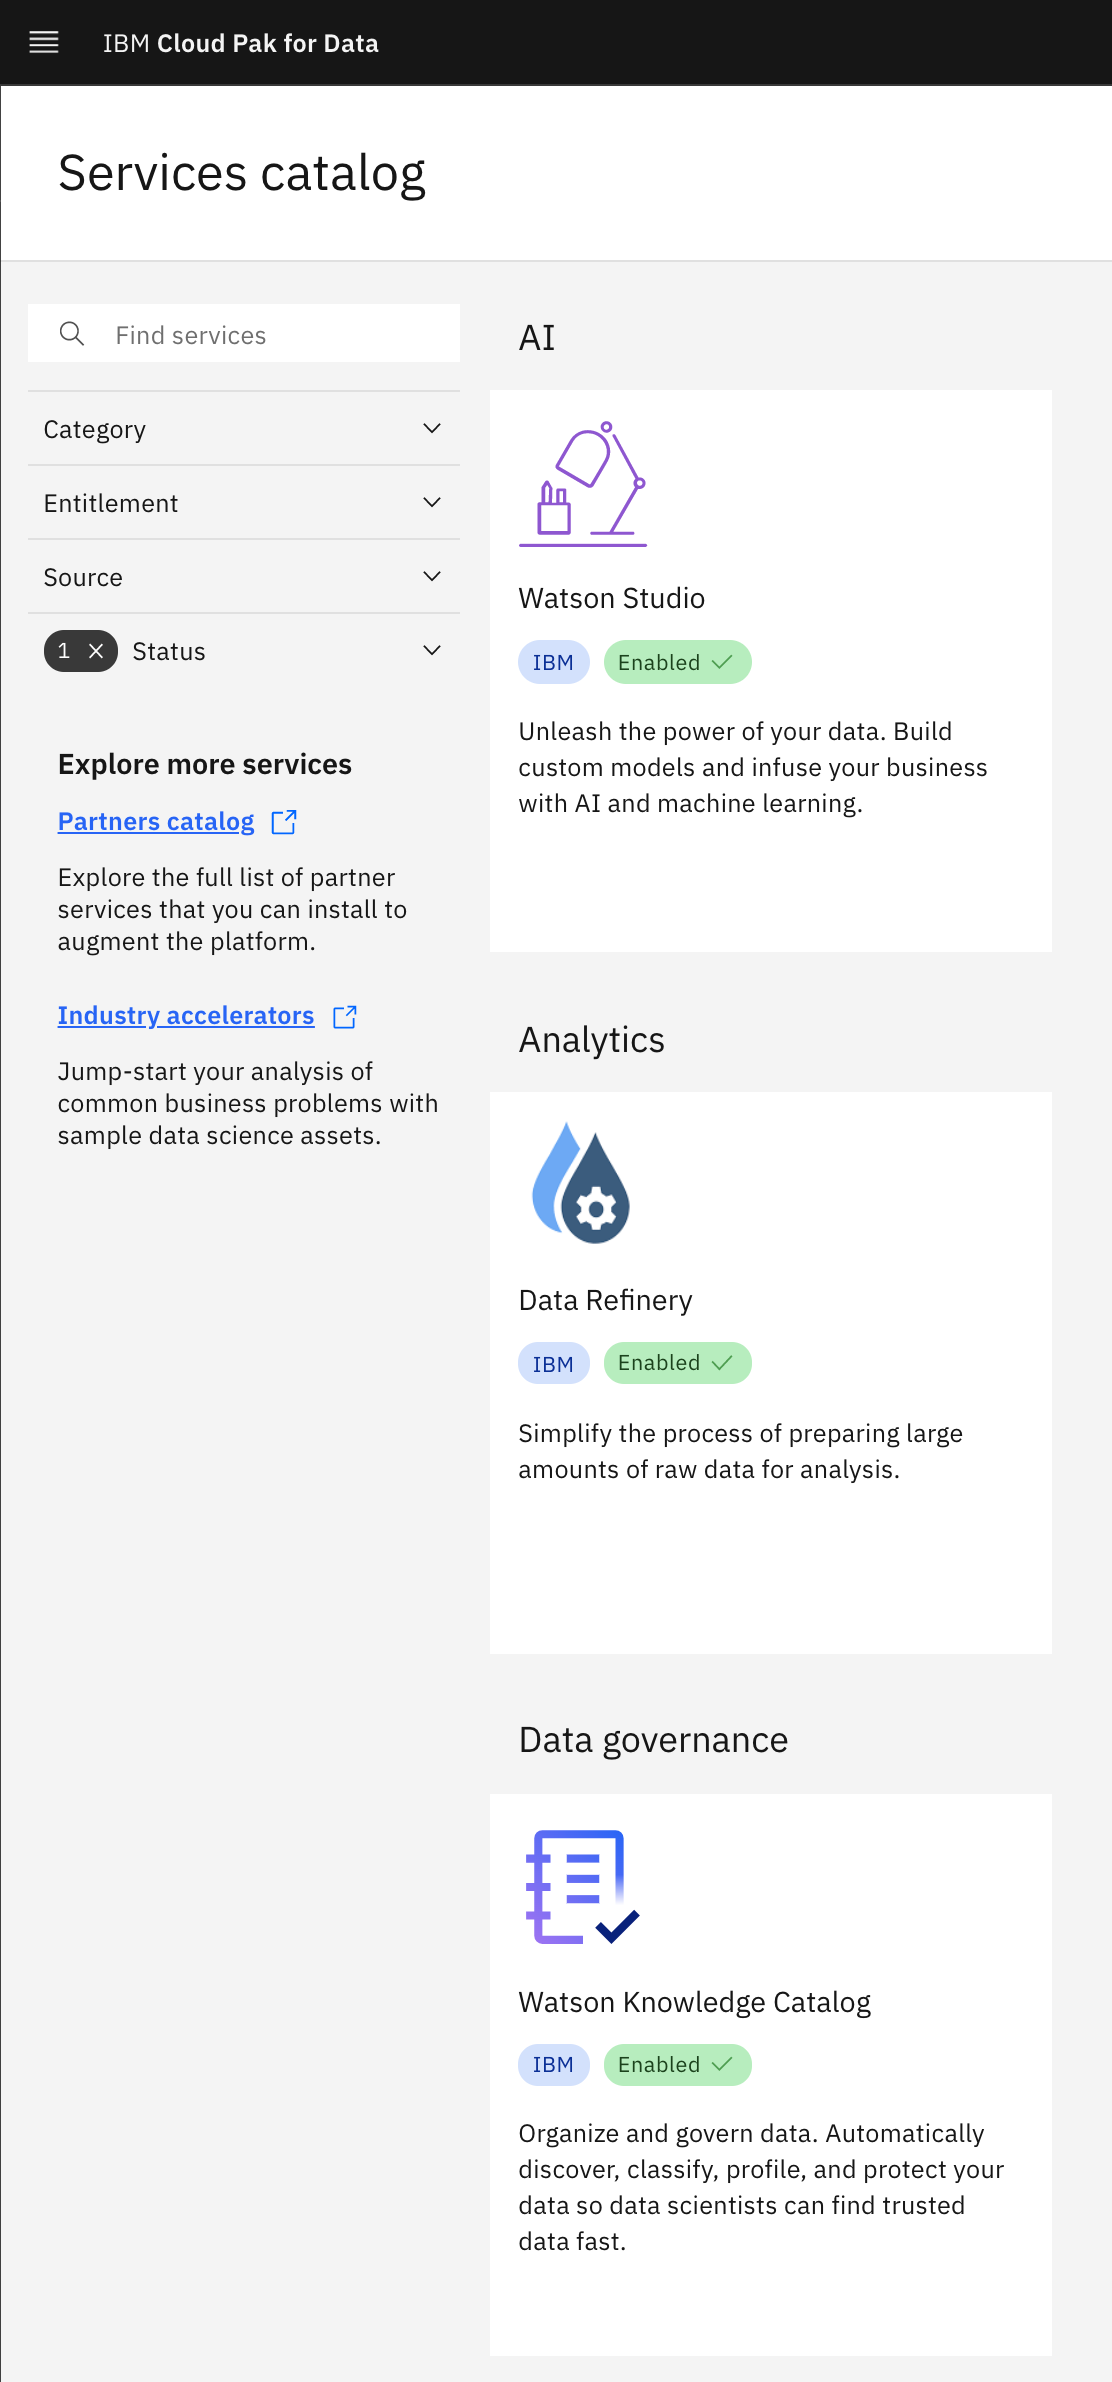 IBM Cloud Pak for Data
Services catalog
Find services
Category
Entitlement
Source
1 × Status
Explore more services
Partners catalog
Explore the full list of partner
services that you can install to
augment the platform.
Industry accelerators
Jump-start your analysis of
common business problems with
sample data science assets.
AI
Watson Studio
IBM Enabled
Unleash the power of your data. Build
custom models and infuse your business
with AI and machine learning.
Analytics
Data Refinery
IBM Enabled
Simplify the process of preparing large
amounts of raw data for analysis.
Data governance
Watson Knowledge Catalog
IBM Enabled
Organize and govern data. Automatically
discover, classify, profile, and protect your
data so data scientists can find trusted
data fast.